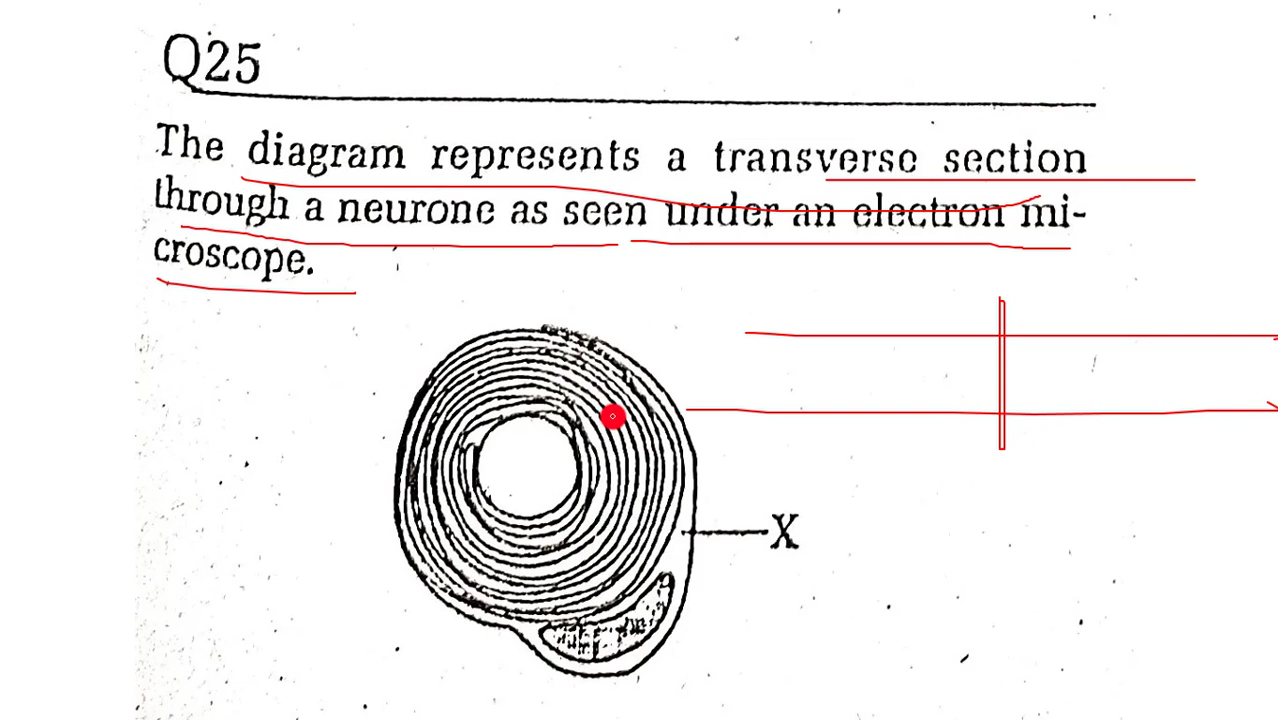 Q25
The diagram represents a transverse section
through a neurone as seen under an electron mi-
croscope.
X